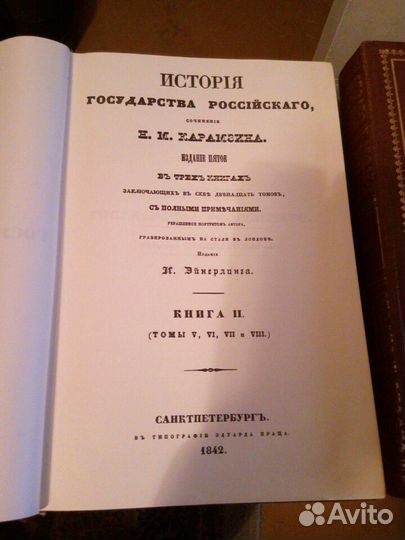 ИСТОРІЯ
ГОСУДАРСТВА РОССІЙСКАГО,
СОЧИНЕНІЕ
Н. М. КАРАМЗИНА.
ИЗДАНІЕ ПЯТОЕ
ВЪ ТРЕХЪ КНИГАХЪ
ЗАКЛЮЧАЮЩИХЪ ВЪ СЕБѢ ДВѢНАДЦАТЬ ТОМОВЪ,
СЪ ПОЛНЫМИ ПРИМѢЧАНІЯМИ.
УКРАШЕННОЕ ПОРТРЕТОМЪ АВТОРА,
ГРАВИРОВАННЫМЪ НА СТАЛИ ВЪ ЛОНДОНѢ.
Изданіе
И. Эйнерлинга.
КНИГА II.
(ТОМЫ V, VI, VII и VIII.)
САНКТПЕТЕРБУРГЪ.
ВЪ ТИПОГРАФІИ ЭДУАРДА ПРАЦА.
1842.
Avito